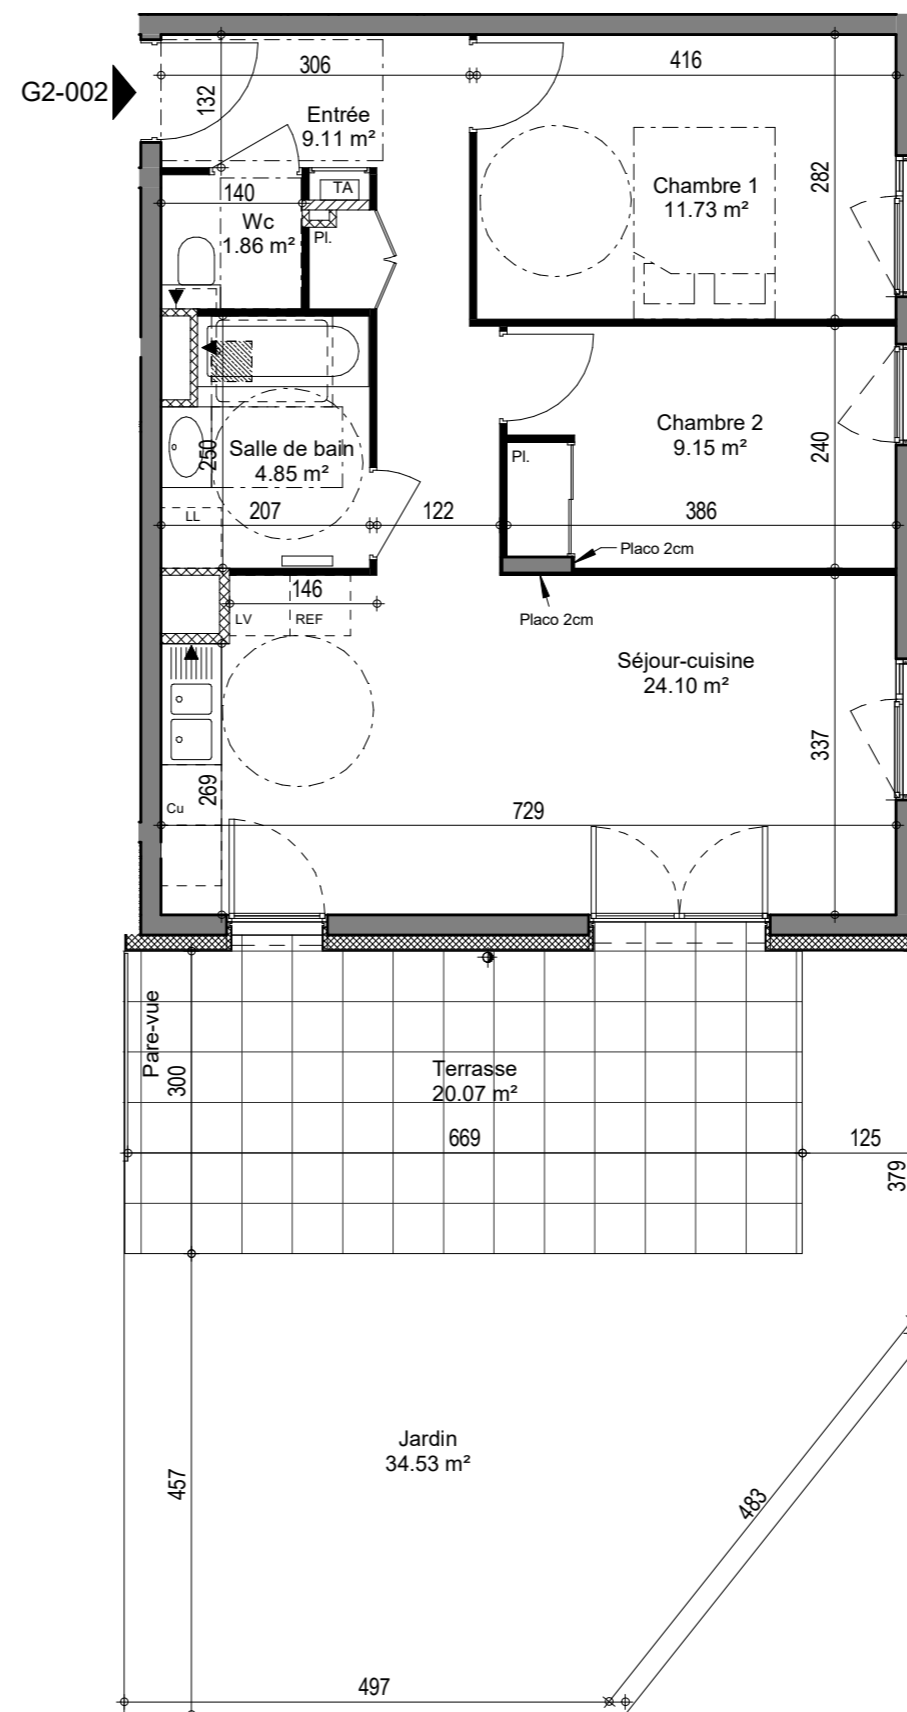 G2-002
306
416
132
Entrée
9.11 m²
TA
140
Wc
1.86 m²
Pl.
Chambre 1
11.73 m²
282
Salle de bain
4.85 m²
250
207
122
LL
Chambre 2
9.15 m²
240
Pl.
386
Placo 2cm
Placo 2cm
146
LV
REF
Séjour-cuisine
24.10 m²
337
269
Cu
729
Pare-vue
300
Terrasse
20.07 m²
669
125
379
Jardin
34.53 m²
457
483
497